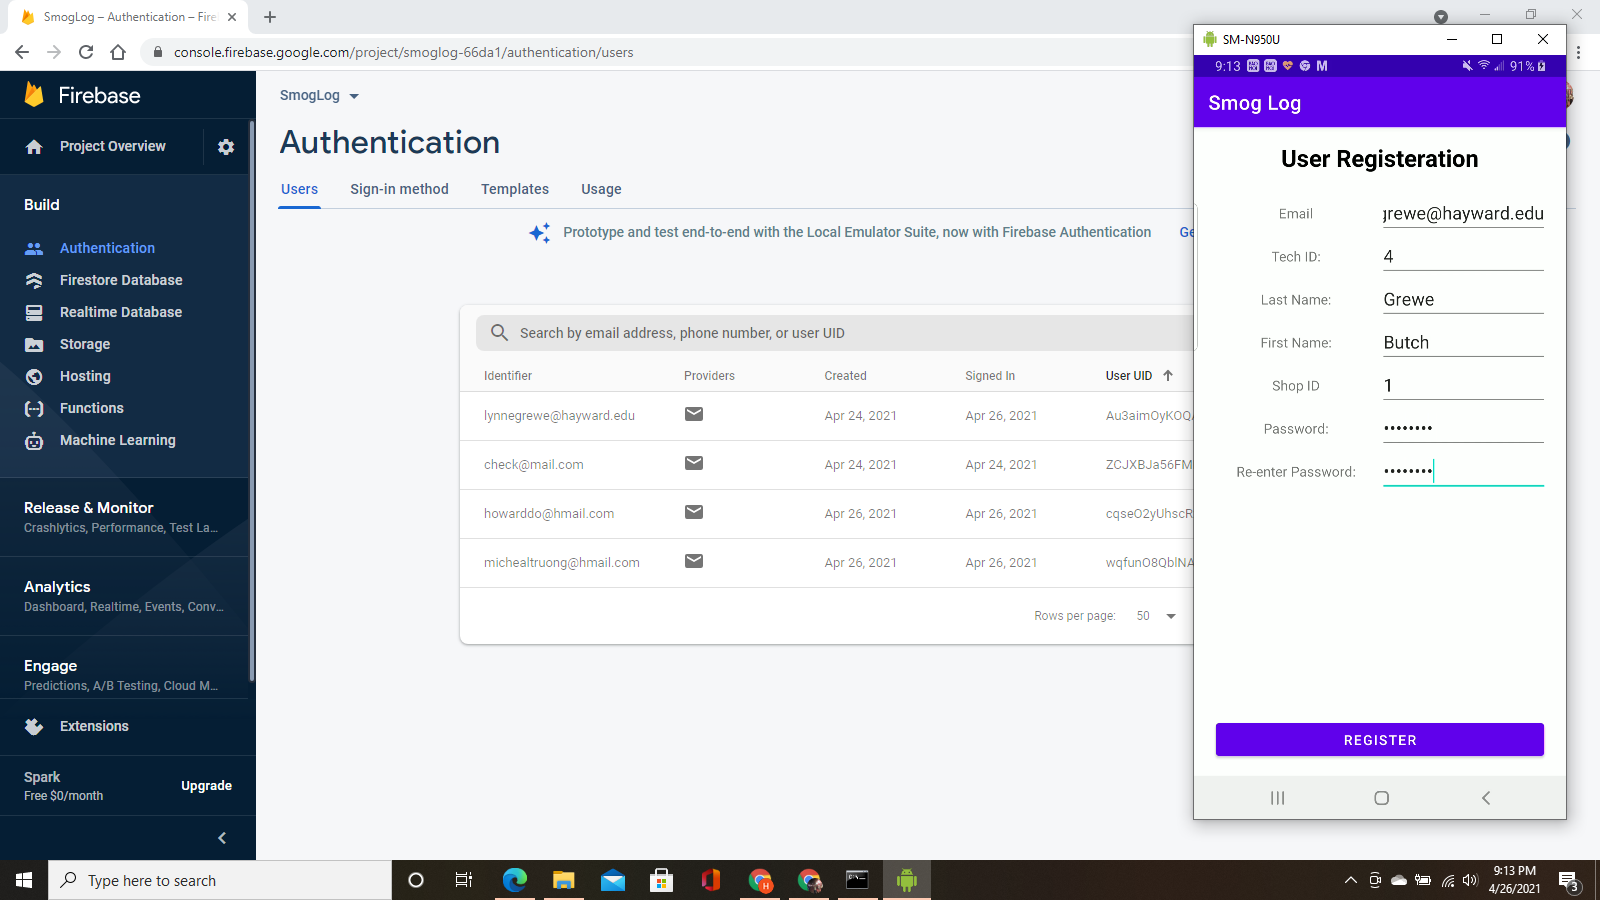 SmogLog – Authentication – Fire
console.firebase.google.com/project/smoglog-66da1/authentication/users
Firebase
Project Overview
Build
Authentication
Firestore Database
Realtime Database
Storage
Hosting
Functions
Machine Learning
Release & Monitor
Crashlytics, Performance, Test La...
Analytics
Dashboard, Realtime, Events, Conv...
Engage
Predictions, A/B Testing, Cloud M...
Extensions
Spark
Free $0/month
Upgrade
SmogLog
Authentication
Users Sign-in method Templates Usage
Prototype and test end-to-end with the Local Emulator Suite, now with Firebase Authentication Ge
Search by email address, phone number, or user UID
Identifier Providers Created Signed In User UID
lynnegrewe@hayward.edu Apr 24, 2021 Apr 26, 2021 Au3aimOyKOQ
check@mail.com Apr 24, 2021 Apr 26, 2021 ZCJXBJa56FM
howarddo@hmail.com Apr 26, 2021 Apr 26, 2021 cqseO2yUhscR
michealtruong@hmail.com Apr 26, 2021 Apr 26, 2021 wqfunO8QblNA
Rows per page: 50
SM-N950U
9:13 M 91%
Smog Log
User Registeration
Email grewe@hayward.edu
Tech ID: 4
Last Name: Grewe
First Name: Butch
Shop ID 1
Password: ••••••••
Re-enter Password: ••••••••
REGISTER
Type here to search
H
9:13 PM
4/26/2021
3